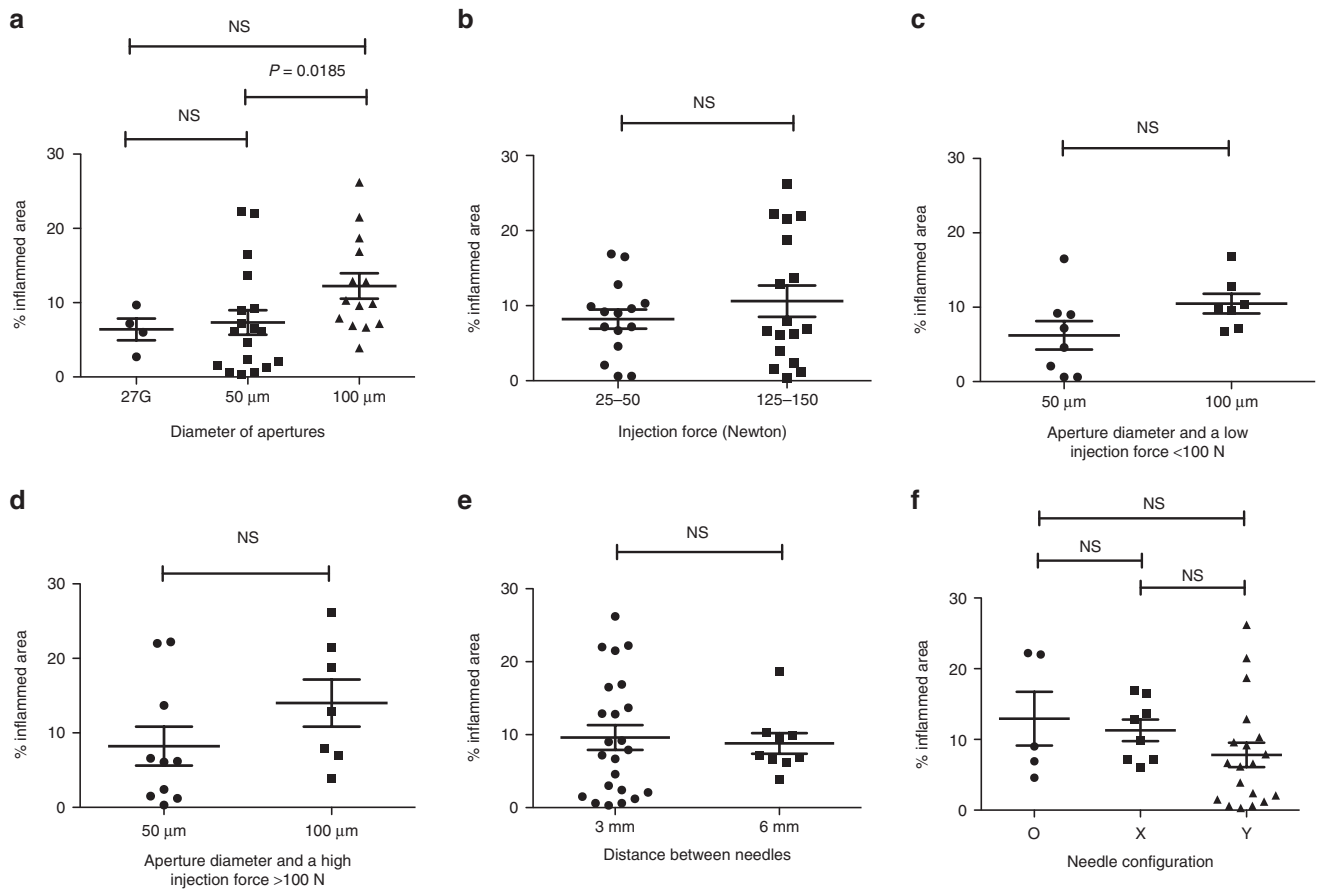 a
NS
P = 0.0185
NS
30
20
10
0
% inflammed area
27G
50 µm
100 µm
Diameter of apertures
b
NS
30
20
10
0
% inflammed area
25–50
125–150
Injection force (Newton)
c
NS
30
20
10
0
% inflammed area
50 µm
100 µm
Aperture diameter and a low
injection force <100 N
d
NS
30
20
10
0
% inflammed area
50 µm
100 µm
Aperture diameter and a high
injection force >100 N
e
NS
30
20
10
0
% inflammed area
3 mm
6 mm
Distance between needles
f
NS
NS
NS
30
20
10
0
% inflammed area
O
X
Y
Needle configuration